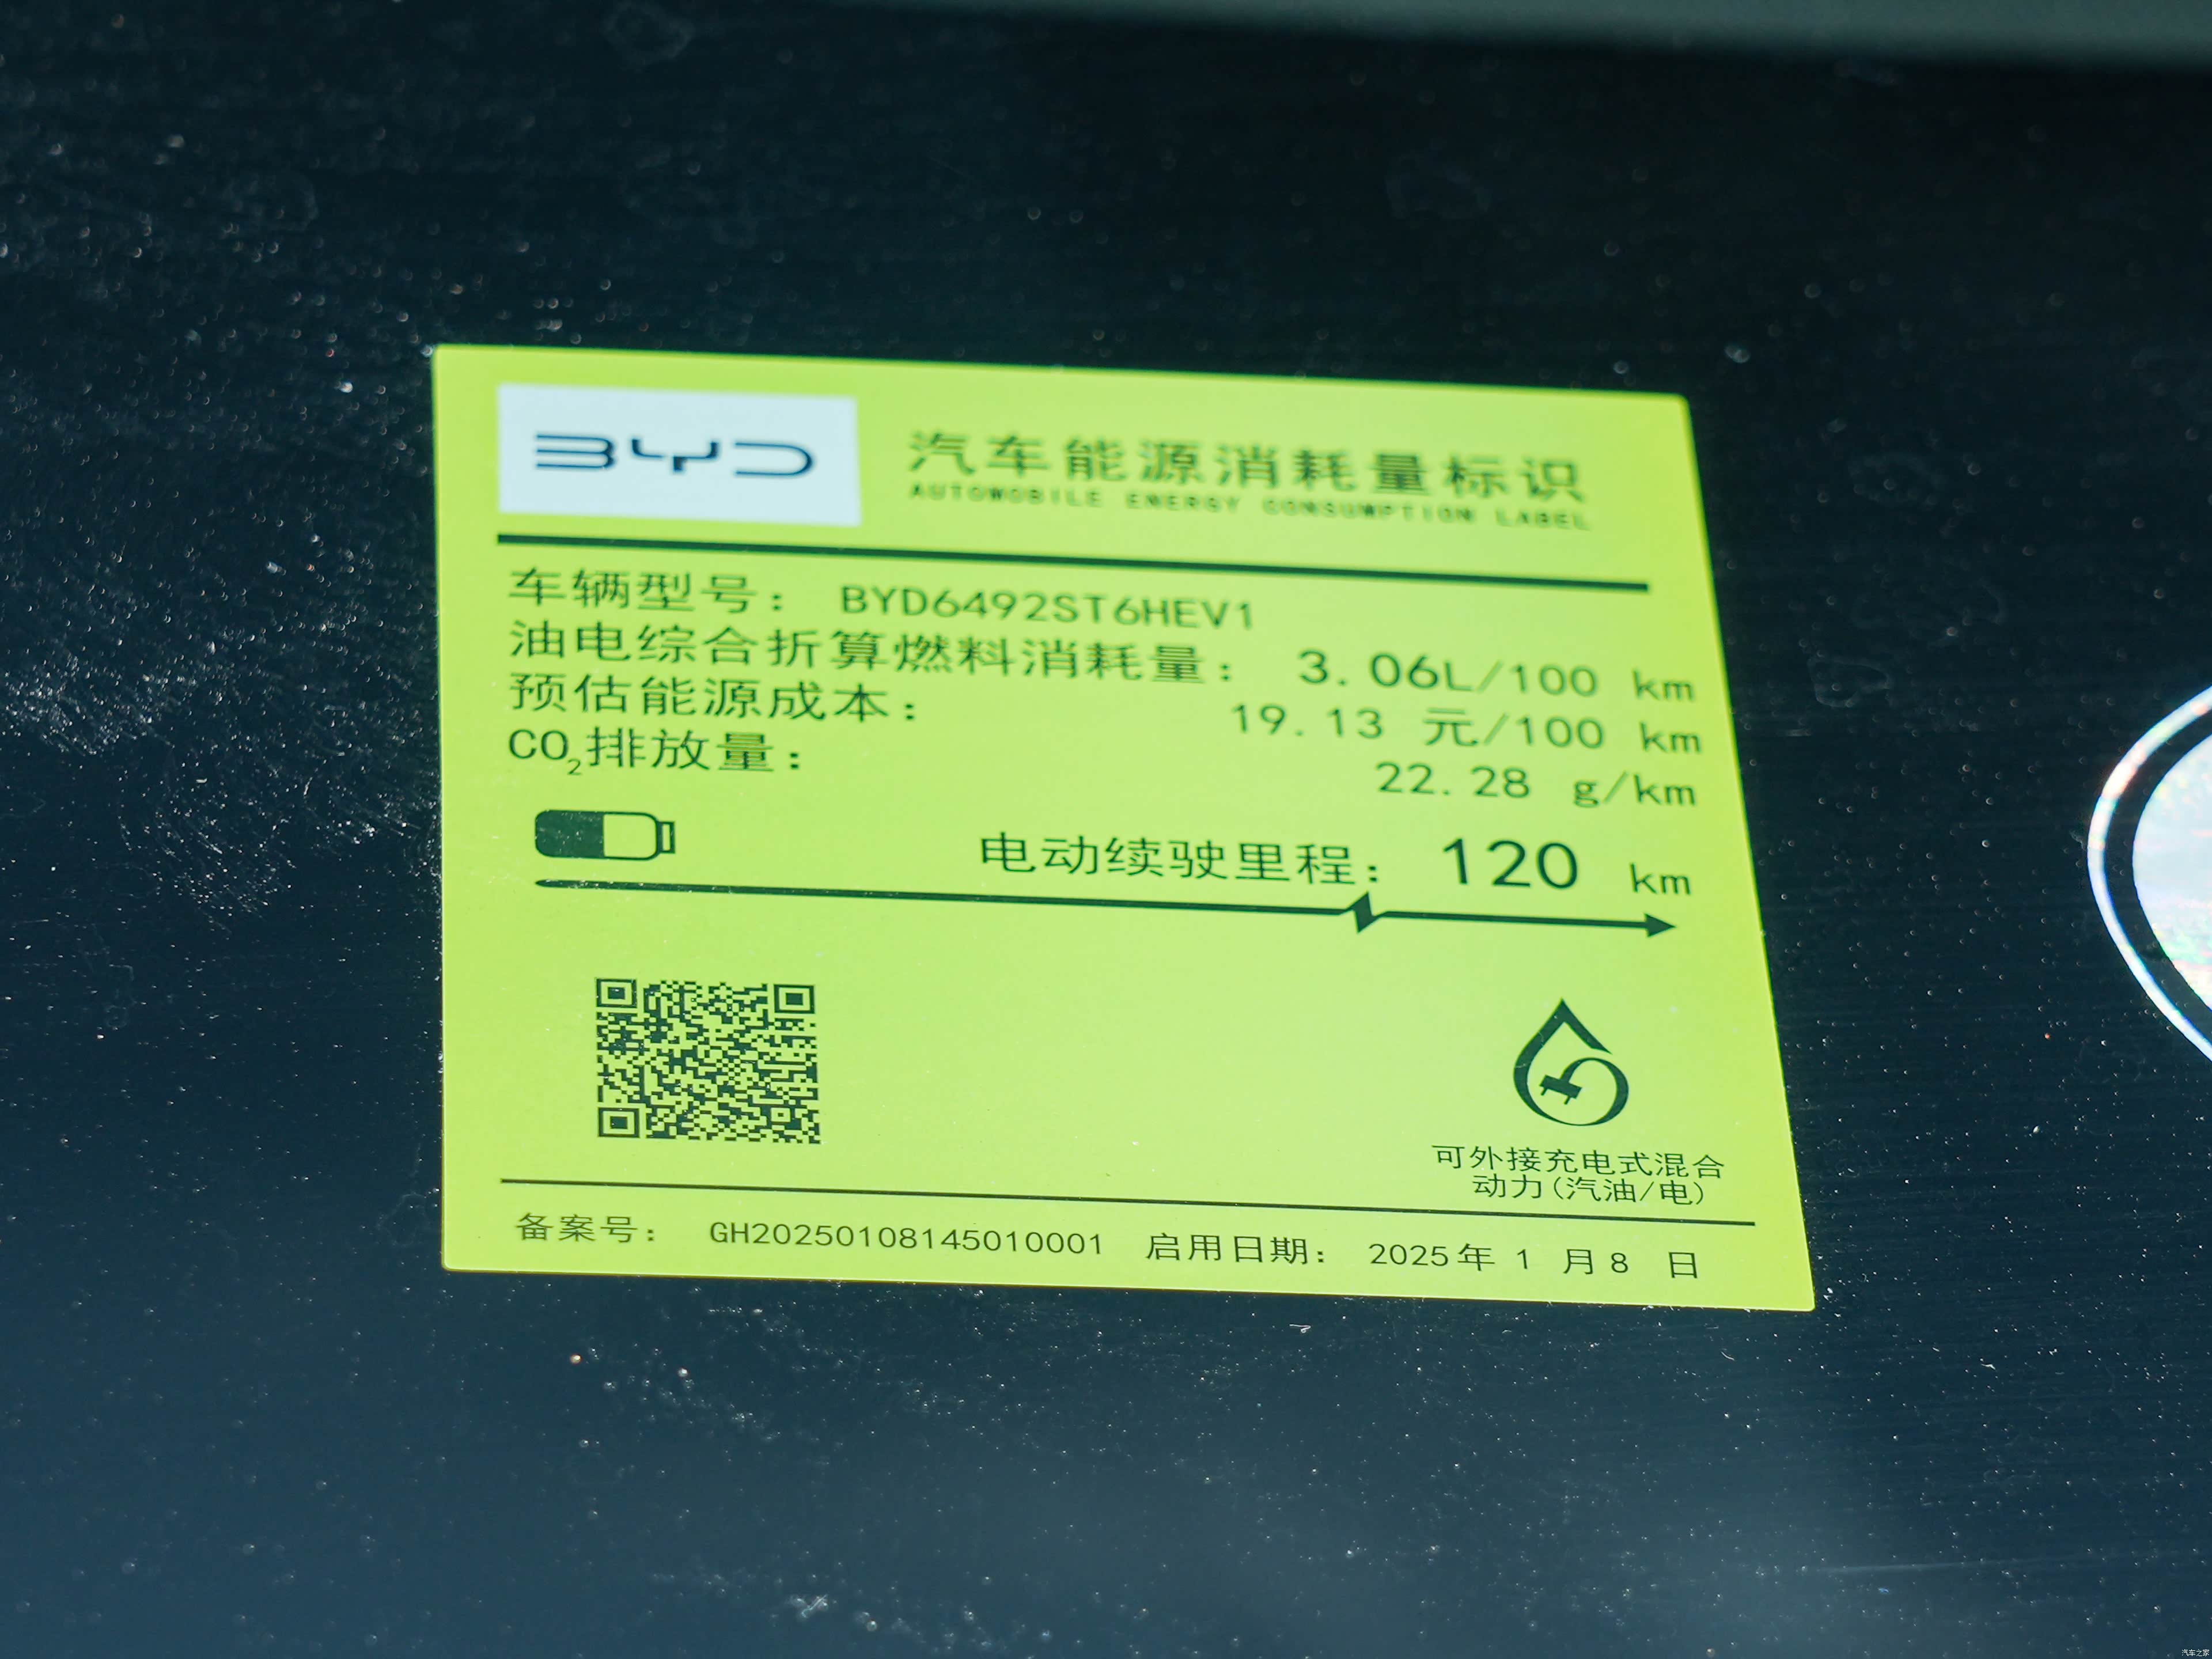 BYD
汽车能源消耗量标识
AUTOMOBILE ENERGY CONSUMPTION LABEL
车辆型号： BYD6492ST6HEV1
油电综合折算燃料消耗量： 3.06L/100 km
预估能源成本： 19.13 元/100 km
CO₂排放量： 22.28 g/km
电动续驶里程： 120 km
可外接充电式混合
动力(汽油/电)
备案号： GH20250108145010001 启用日期： 2025年 1 月 8 日
汽车之家